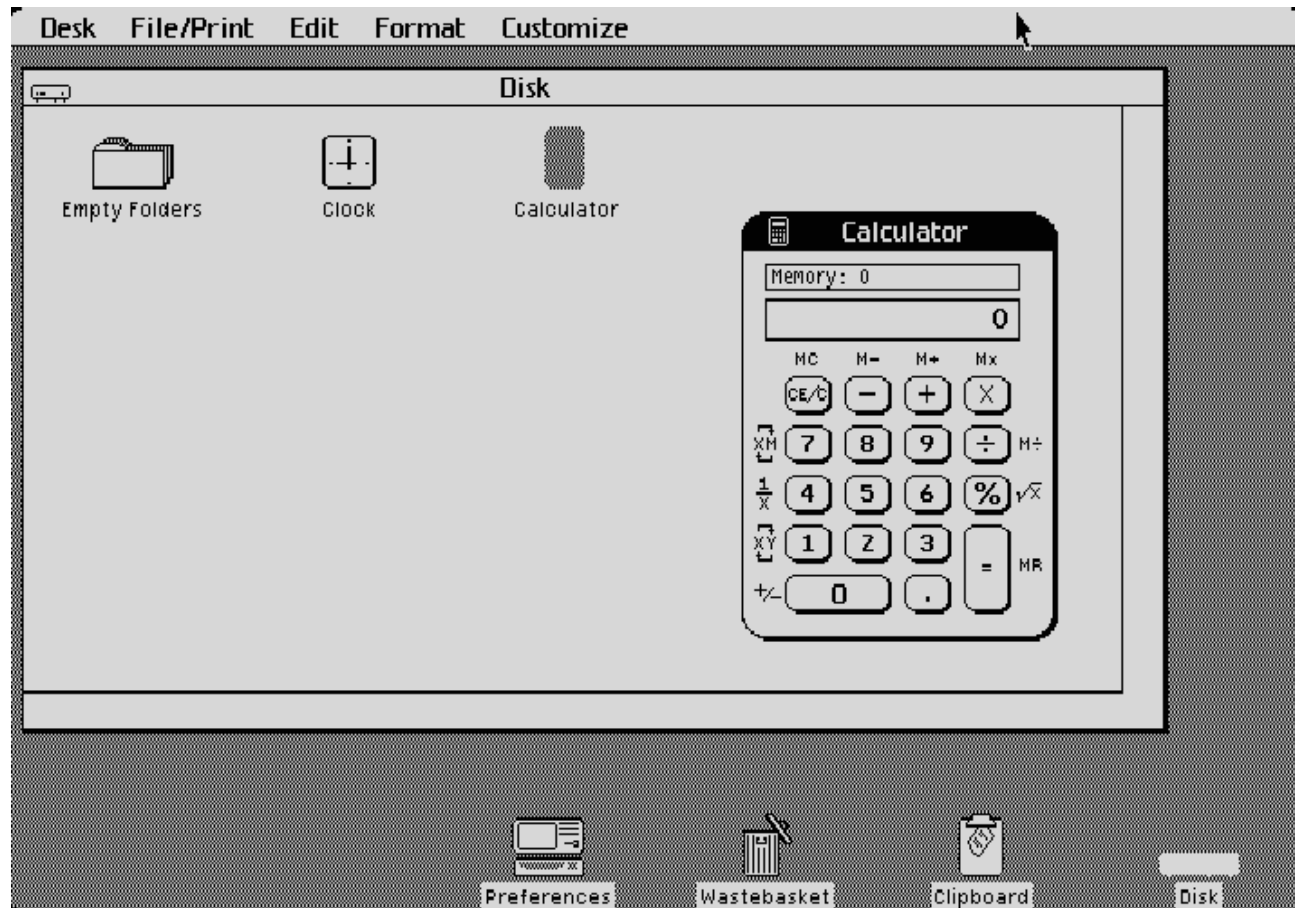 Desk File/Print Edit Format Customize
Disk
Empty Folders Clock Calculator
Calculator
Memory: 0
0
MC M- M+ Mx
CE/C - + X
XM 7 8 9 ÷ M÷
1/X 4 5 6 % √X
XY 1 2 3
= MR
+/- 0 .
Preferences Wastebasket Clipboard Disk